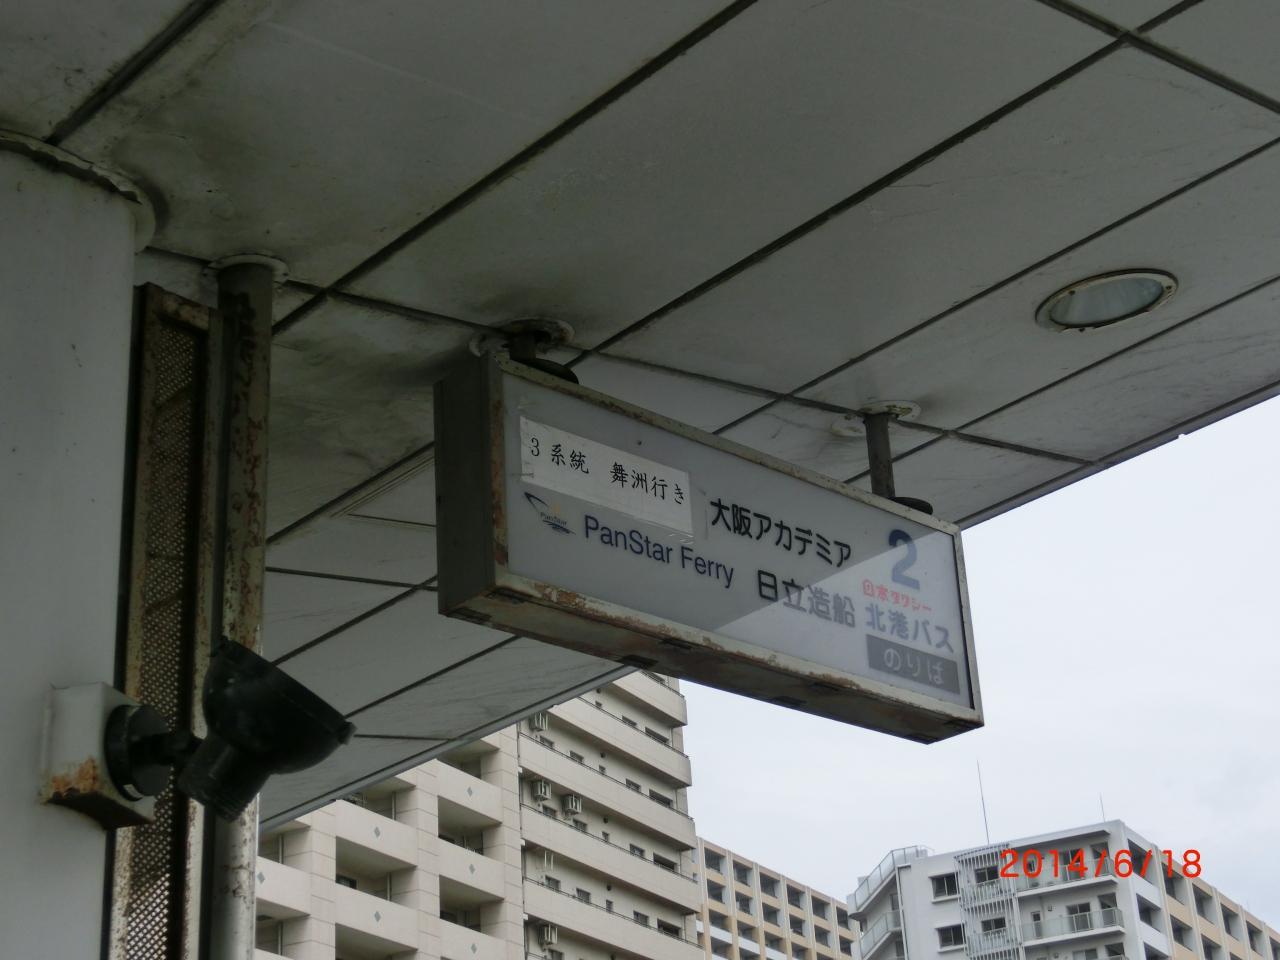 3系統 舞洲行き
PanStar
PanStar Ferry
大阪アカデミア
日立造船
2
日本タクシー
北港バス
のりば
2014/6/18